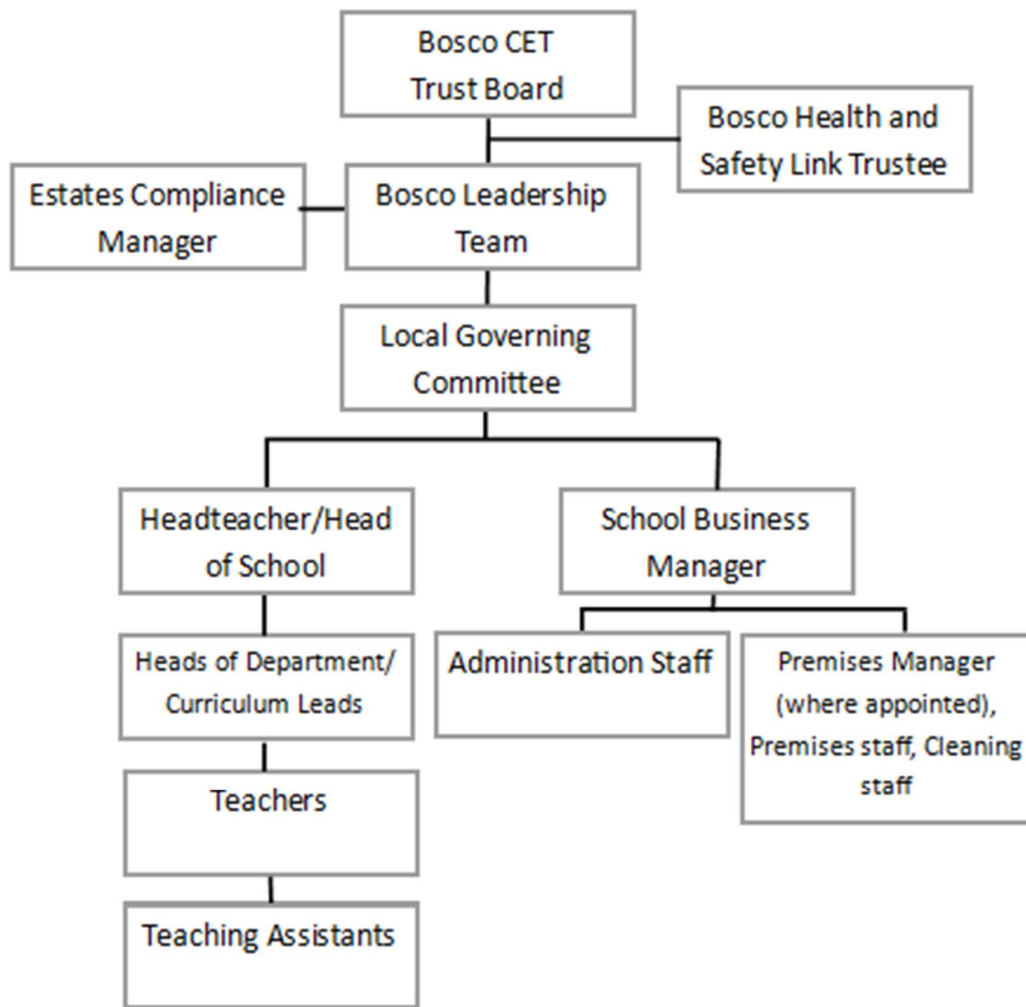 Bosco CET
Trust Board
Bosco Health and
Safety Link Trustee
Estates Compliance
Manager
Bosco Leadership
Team
Local Governing
Committee
Headteacher/Head
of School
School Business
Manager
Heads of Department/
Curriculum Leads
Administration Staff
Premises Manager
(where appointed),
Premises staff, Cleaning
staff
Teachers
Teaching Assistants